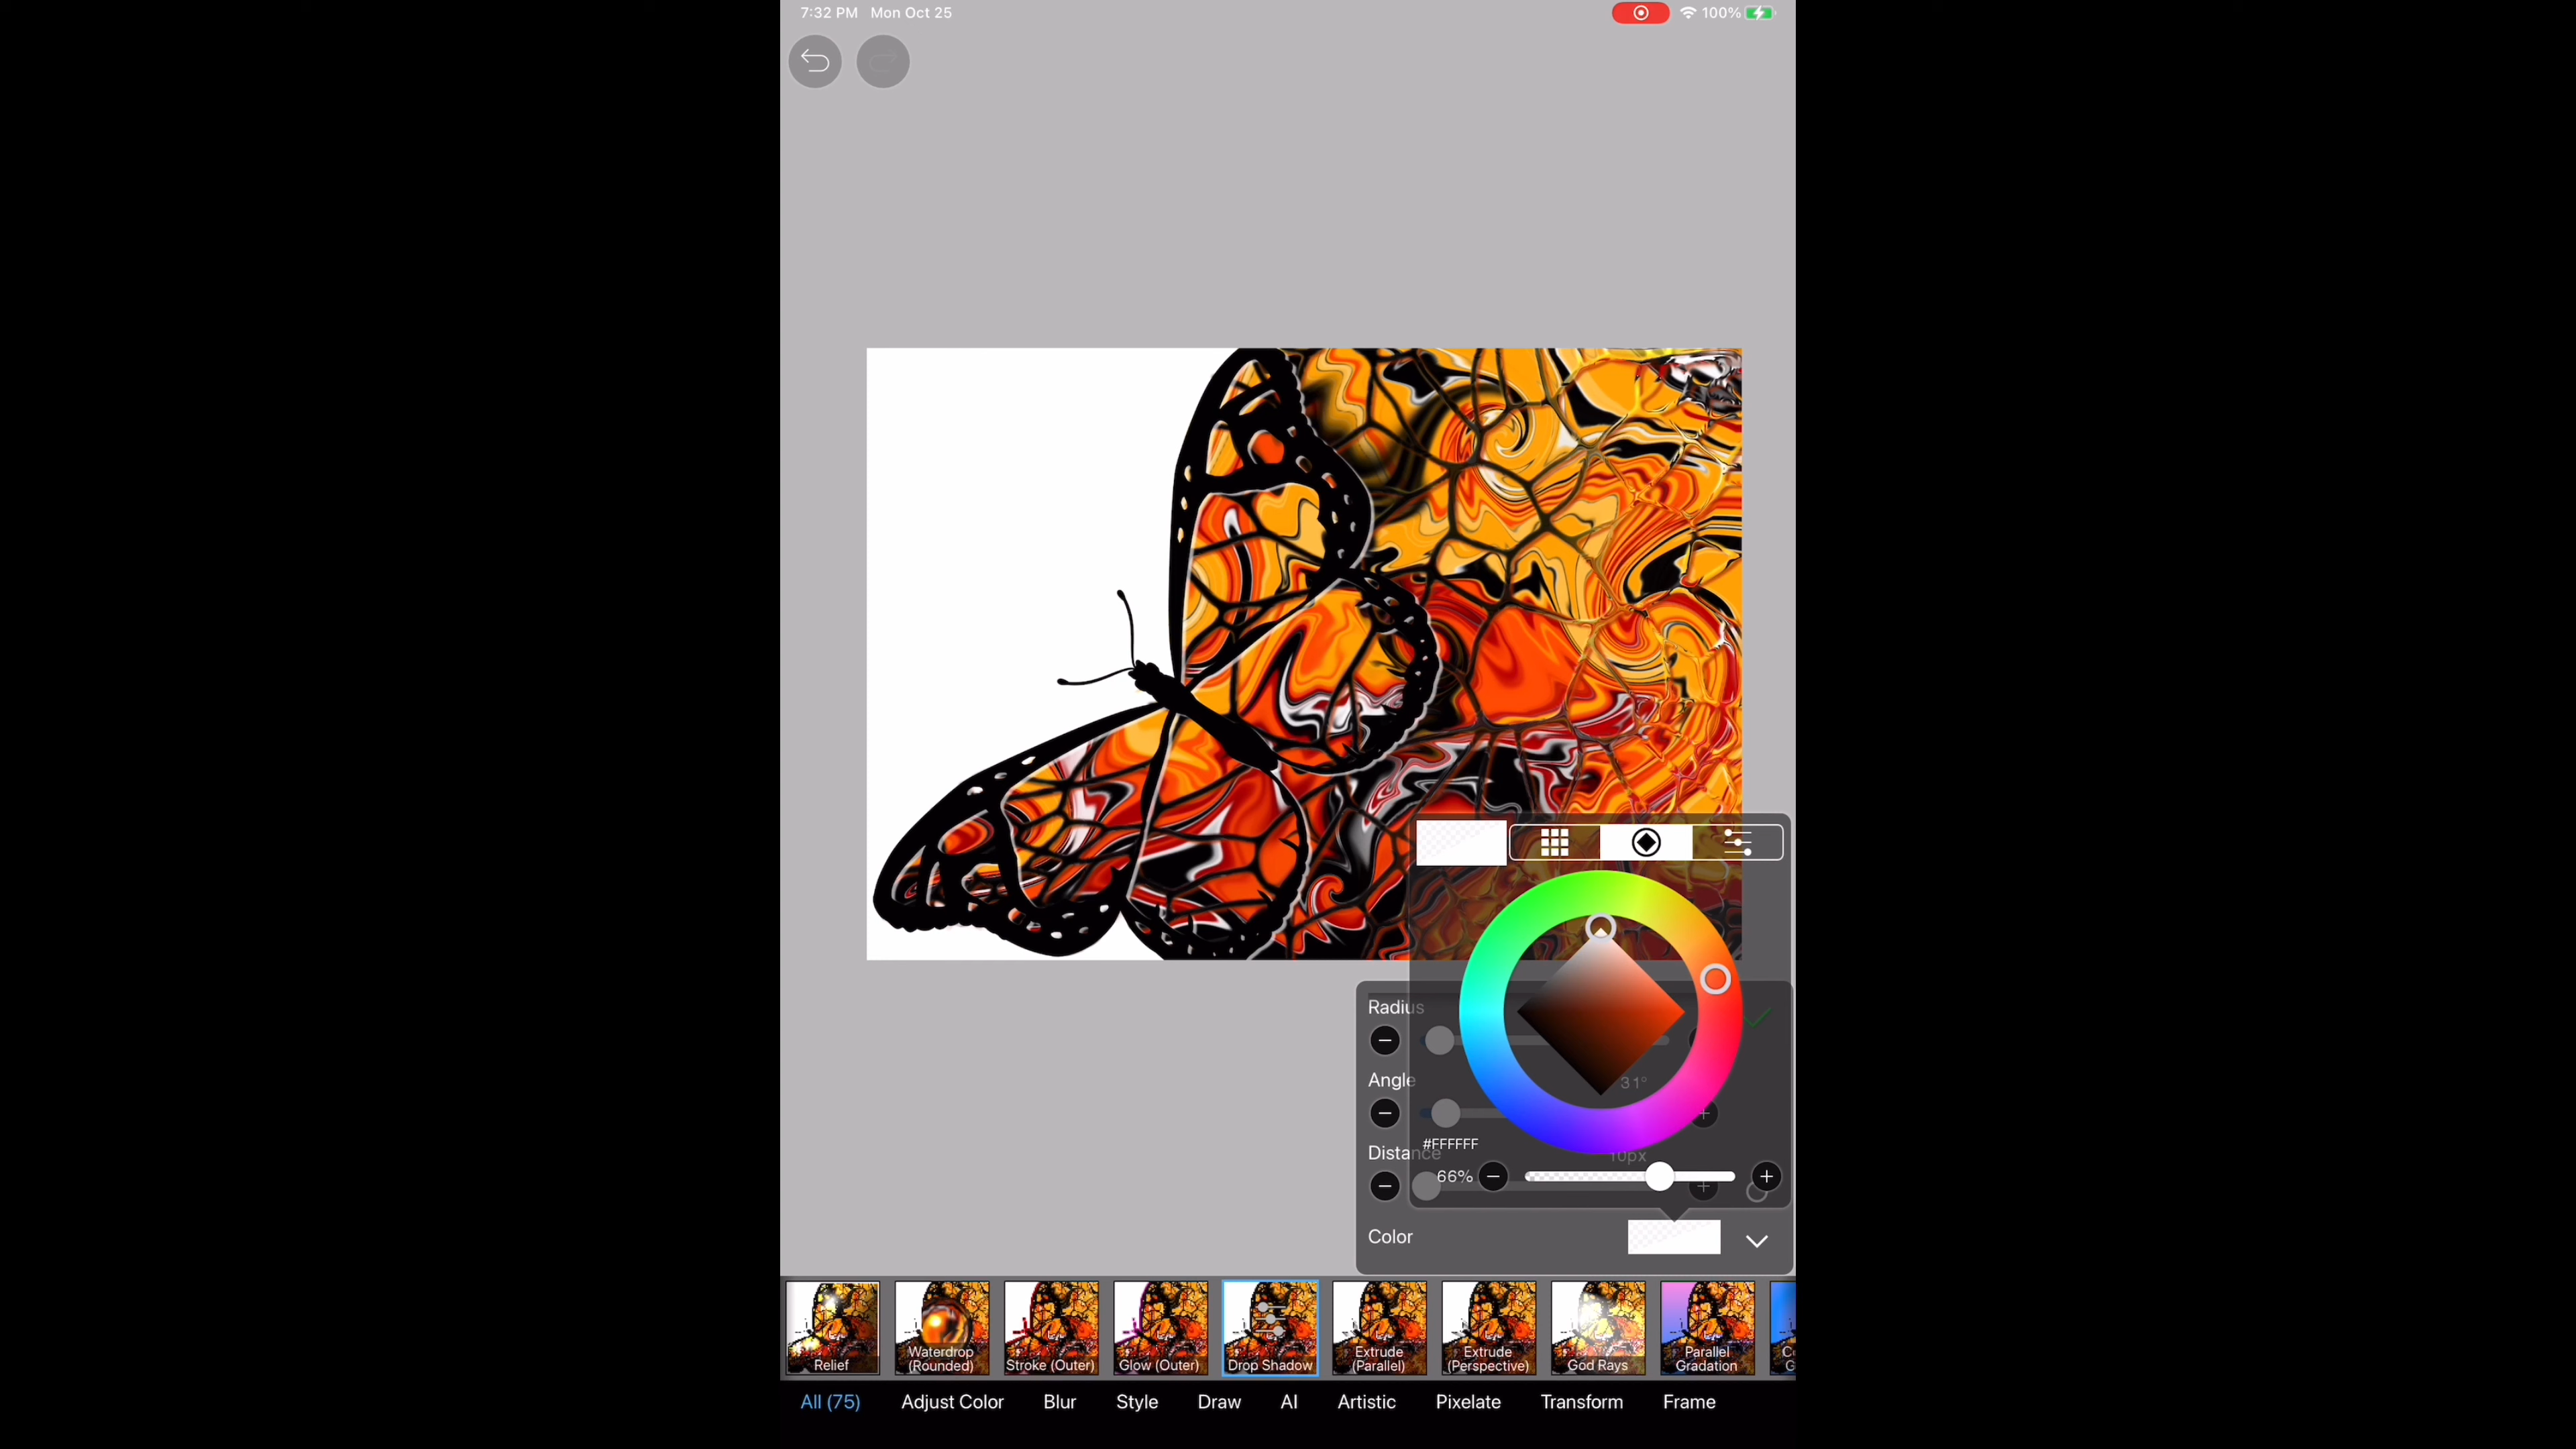 7:32 PM Mon Oct 25
100%
Radius
Angle
31°
#FFFFFF
Distance
10px
66%
Color
Relief
Waterdrop
(Rounded)
Stroke (Outer)
Glow (Outer)
Drop Shadow
Extrude
(Parallel)
Extrude
(Perspective)
God Rays
Parallel
Gradation
All (75)
Adjust Color
Blur
Style
Draw
AI
Artistic
Pixelate
Transform
Frame